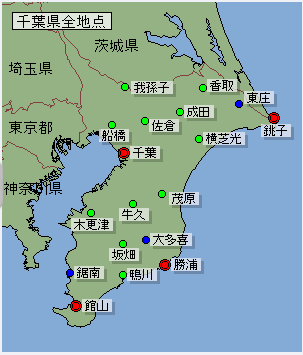 千葉県全地点
茨城県
埼玉県
我孫子
香取
東庄
成田
銚子
東京都
船橋
佐倉
横芝光
千葉
神奈川県
茂原
牛久
木更津
大多喜
坂畑
勝浦
鋸南
鴨川
館山